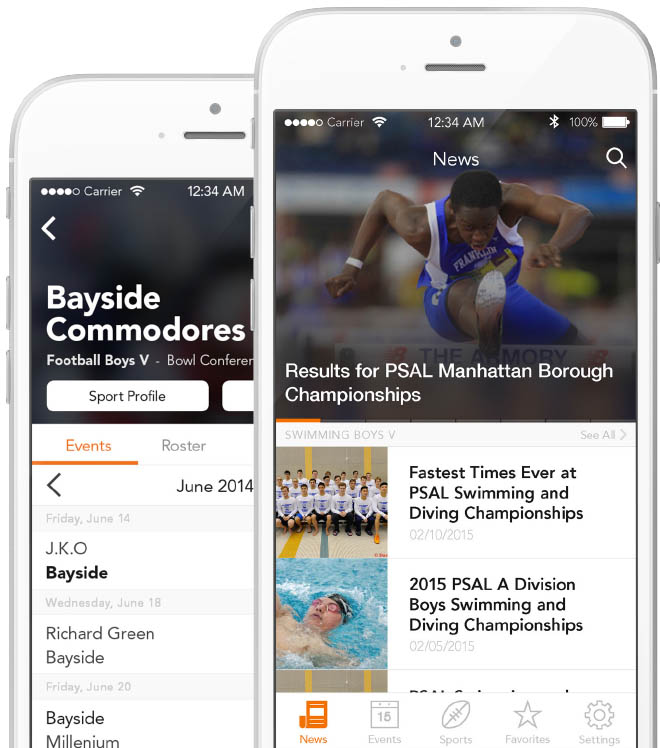 Carrier 12:34 AM
Bayside
Commodores
Football Boys V - Bowl Conferen
Sport Profile
Events Roster
June 2014
Friday, June 14
J.K.O
Bayside
Wednesday, June 18
Richard Green
Bayside
Friday, June 20
Bayside
Millenium
Carrier 12:34 AM 100%
News
FRANKLIN
THE ARMORY
Results for PSAL Manhattan Borough
Championships
SWIMMING BOYS V See All
Fastest Times Ever at
PSAL Swimming and
Diving Championships
02/10/2015
2015 PSAL A Division
Boys Swimming and
Diving Championships
02/05/2015
PSAL Swimming and
15
News Events Sports Favorites Settings